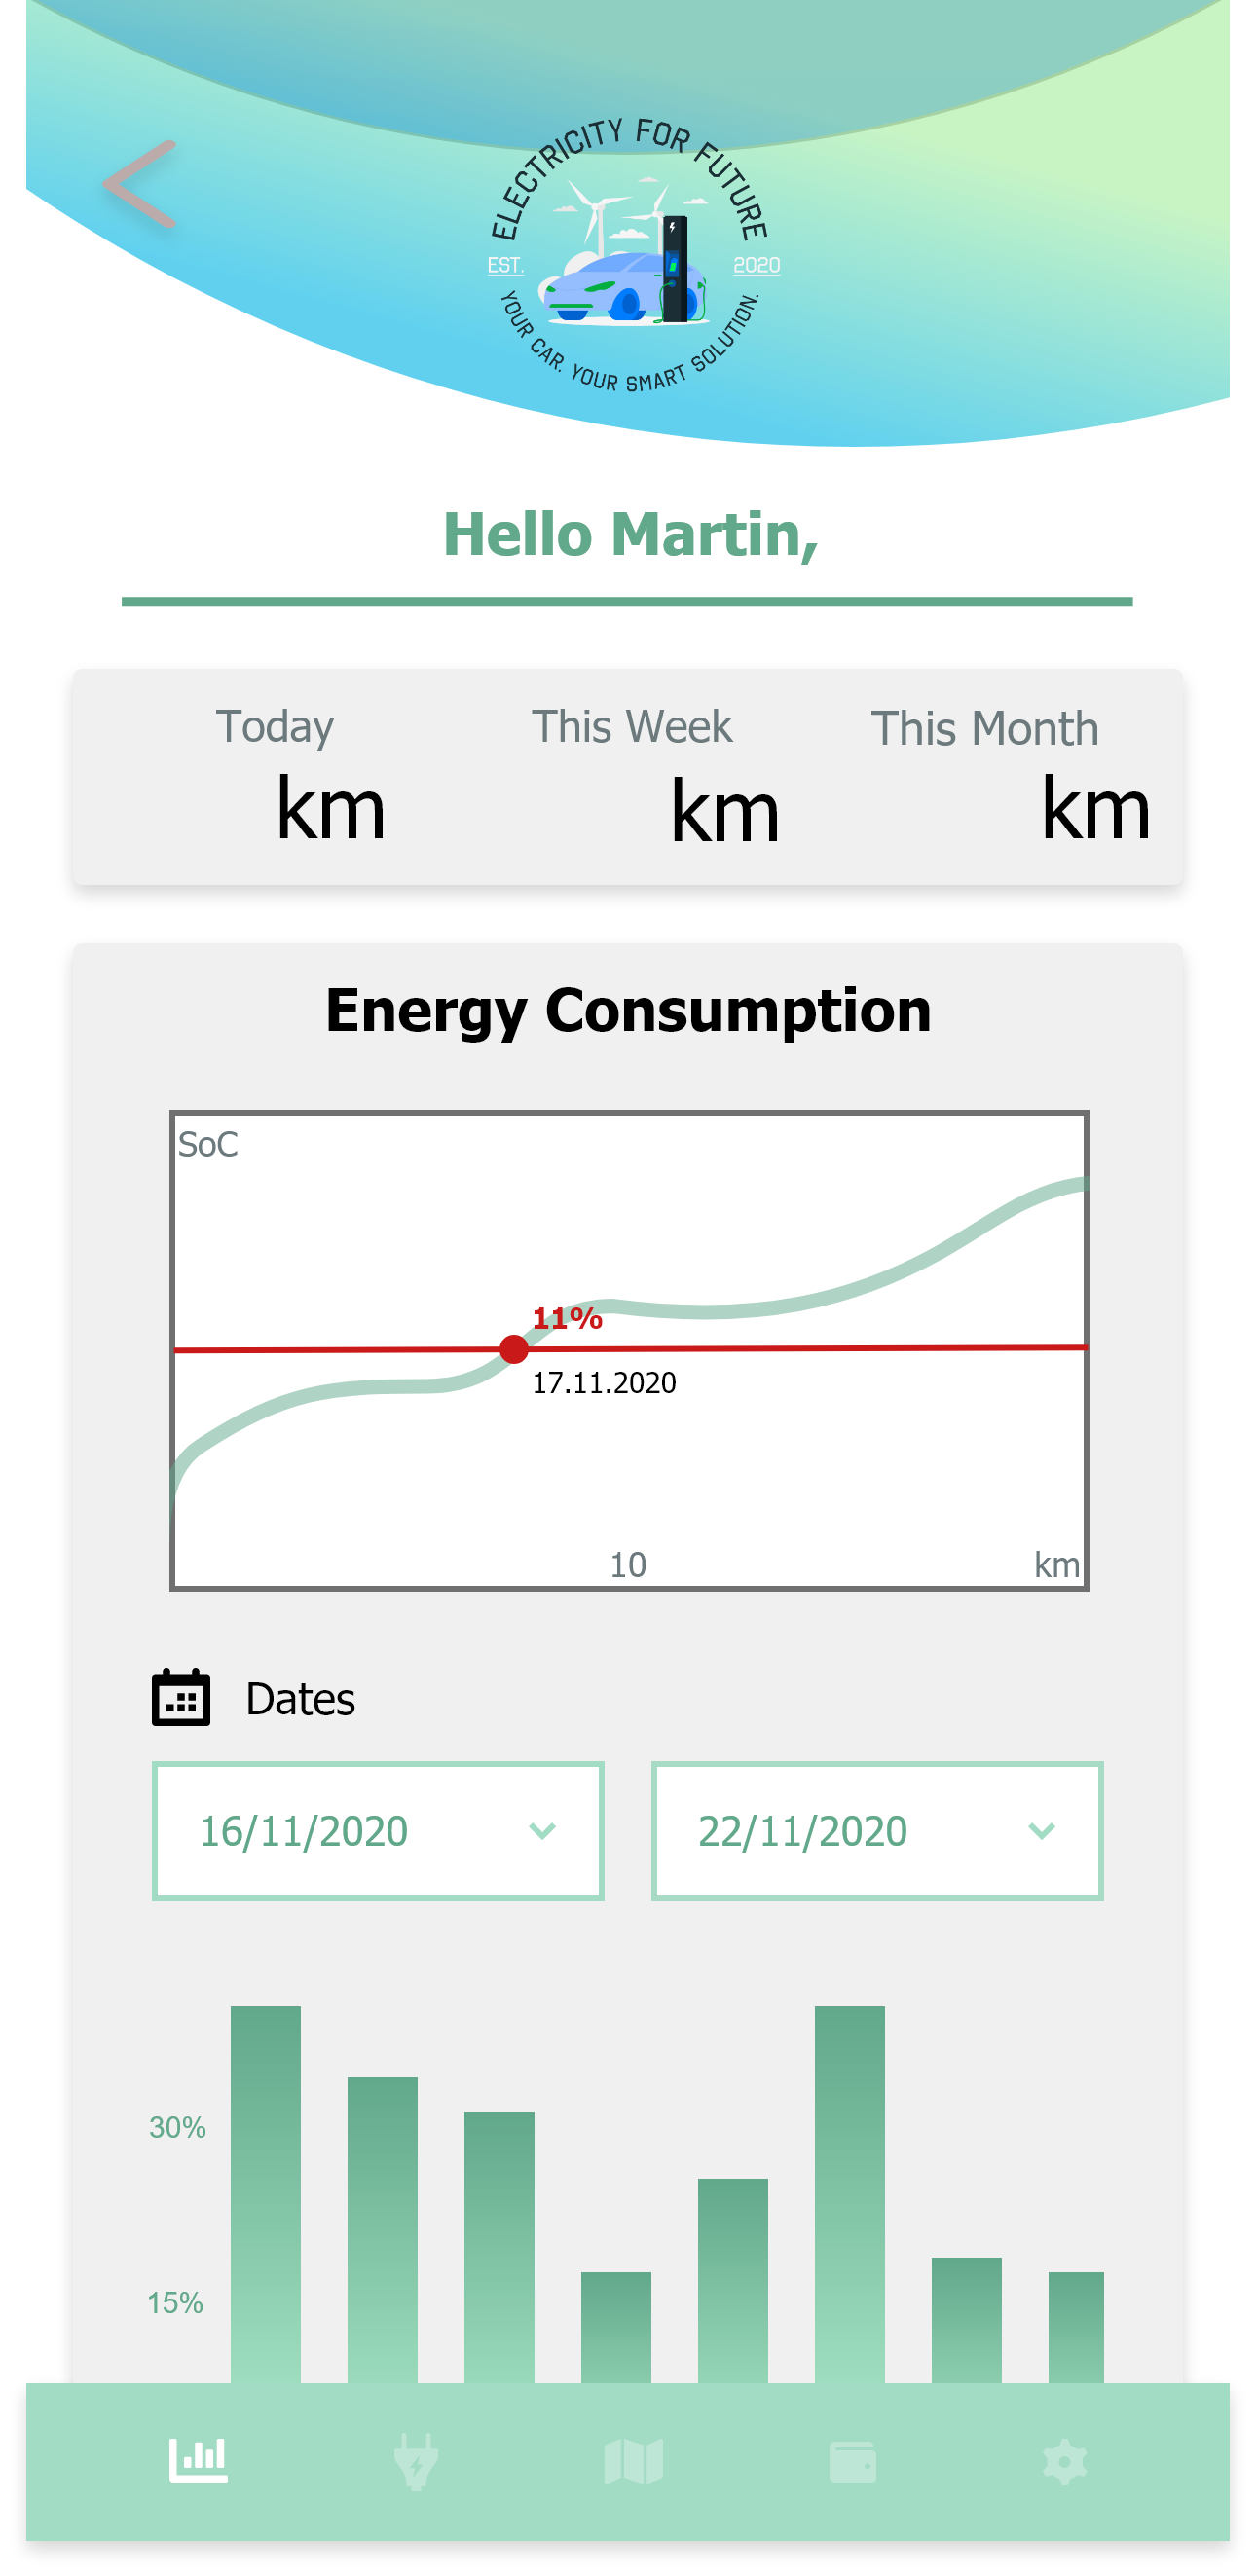 ELECTRICITY FOR FUTURE
EST. 2020
YOUR CAR. YOUR SMART SOLUTION.
Hello Martin,
Today This Week This Month
km km km
Energy Consumption
SoC
11%
17.11.2020
10 km
Dates
16/11/2020 22/11/2020
30%
15%